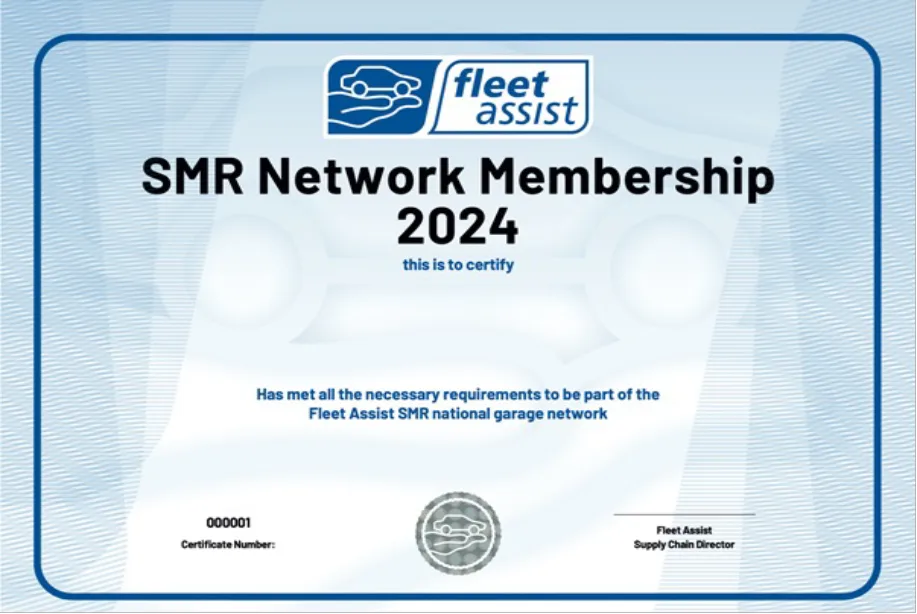 fleet
assist
SMR Network Membership
2024
this is to certify
Has met all the necessary requirements to be part of the
Fleet Assist SMR national garage network
000001
Certificate Number:
Fleet Assist
Supply Chain Director